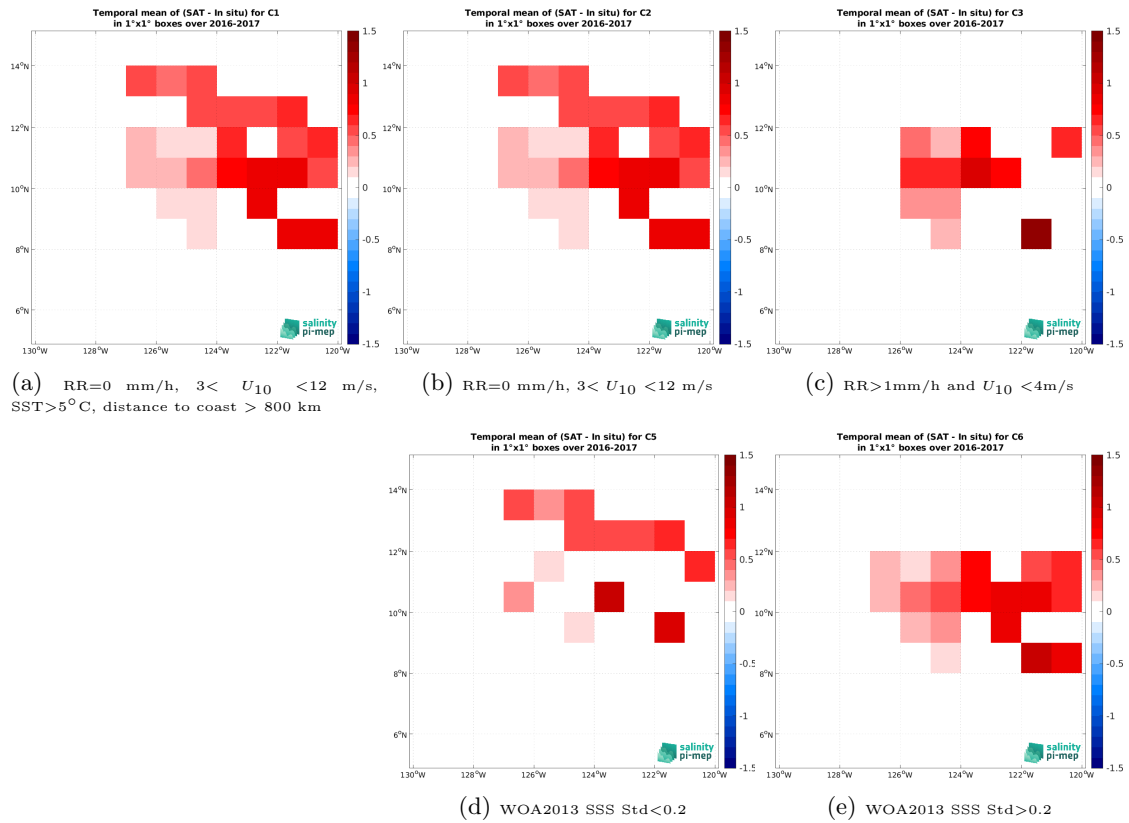 Temporal mean of (SAT - In situ) for C1
in 1°x1° boxes over 2016-2017
14°N
12°N
10°N
8°N
6°N
130°W
128°W
126°W
124°W
122°W
120°W
1.5
1
0.5
0
-0.5
-1
-1.5
salinity
pi-mep
(a) RR=0 mm/h, 3< U10 <12 m/s,
SST>5°C, distance to coast > 800 km
Temporal mean of (SAT - In situ) for C2
in 1°x1° boxes over 2016-2017
14°N
12°N
10°N
8°N
6°N
130°W
128°W
126°W
124°W
122°W
120°W
1.5
1
0.5
0
-0.5
-1
-1.5
salinity
pi-mep
(b) RR=0 mm/h, 3< U10 <12 m/s
Temporal mean of (SAT - In situ) for C3
in 1°x1° boxes over 2016-2017
14°N
12°N
10°N
8°N
6°N
130°W
128°W
126°W
124°W
122°W
120°W
1.5
1
0.5
0
-0.5
-1
-1.5
salinity
pi-mep
(c) RR>1mm/h and U10 <4m/s
Temporal mean of (SAT - In situ) for C5
in 1°x1° boxes over 2016-2017
14°N
12°N
10°N
8°N
6°N
130°W
128°W
126°W
124°W
122°W
120°W
1.5
1
0.5
0
-0.5
-1
-1.5
salinity
pi-mep
(d) WOA2013 SSS Std<0.2
Temporal mean of (SAT - In situ) for C6
in 1°x1° boxes over 2016-2017
14°N
12°N
10°N
8°N
6°N
130°W
128°W
126°W
124°W
122°W
120°W
1.5
1
0.5
0
-0.5
-1
-1.5
salinity
pi-mep
(e) WOA2013 SSS Std>0.2